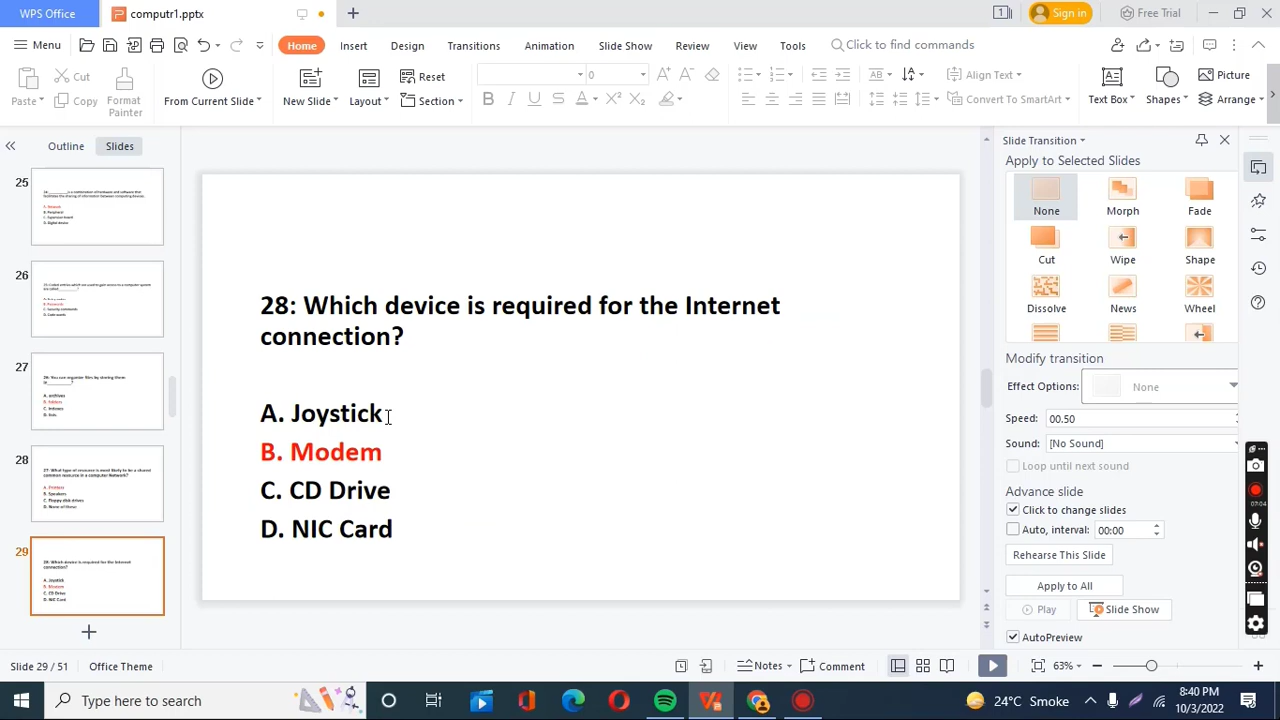 WPS Office
computr1.pptx
Sign in
Free Trial
Menu
Home
Insert
Design
Transitions
Animation
Slide Show
Review
View
Tools
Click to find commands
Paste
Cut
Copy
Format Painter
From Current Slide
New Slide
Layout
Reset
Section
0
Align Text
Convert To SmartArt
Text Box
Shapes
Picture
Arrange
Outline
Slides
25
26
27
28
29
28: Which device is required for the Internet
connection?
A. Joystick
B. Modem
C. CD Drive
D. NIC Card
Slide Transition
Apply to Selected Slides
None
Morph
Fade
Cut
Wipe
Shape
Dissolve
News
Wheel
Modify transition
Effect Options:
None
Speed: 00.50
Sound: [No Sound]
Loop until next sound
Advance slide
Click to change slides
Auto, interval: 00:00
Rehearse This Slide
Apply to All
Play
Slide Show
AutoPreview
07:04
Slide 29 / 51
Office Theme
Notes
Comment
63%
Type here to search
24°C Smoke
8:40 PM
10/3/2022